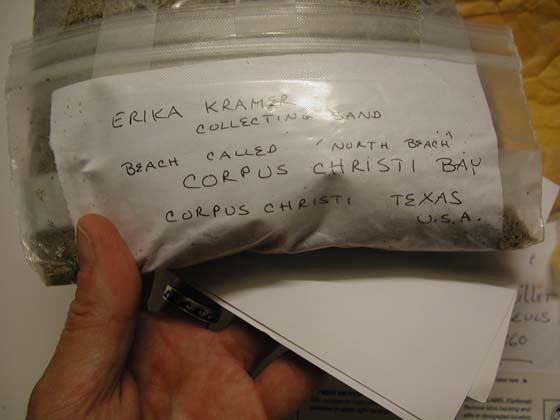 ERIKA KRAMER
COLLECTING SAND
BEACH CALLED "NORTH BEACH"
CORPUS CHRISTI BAY
CORPUS CHRISTI TEXAS
U.S.A.